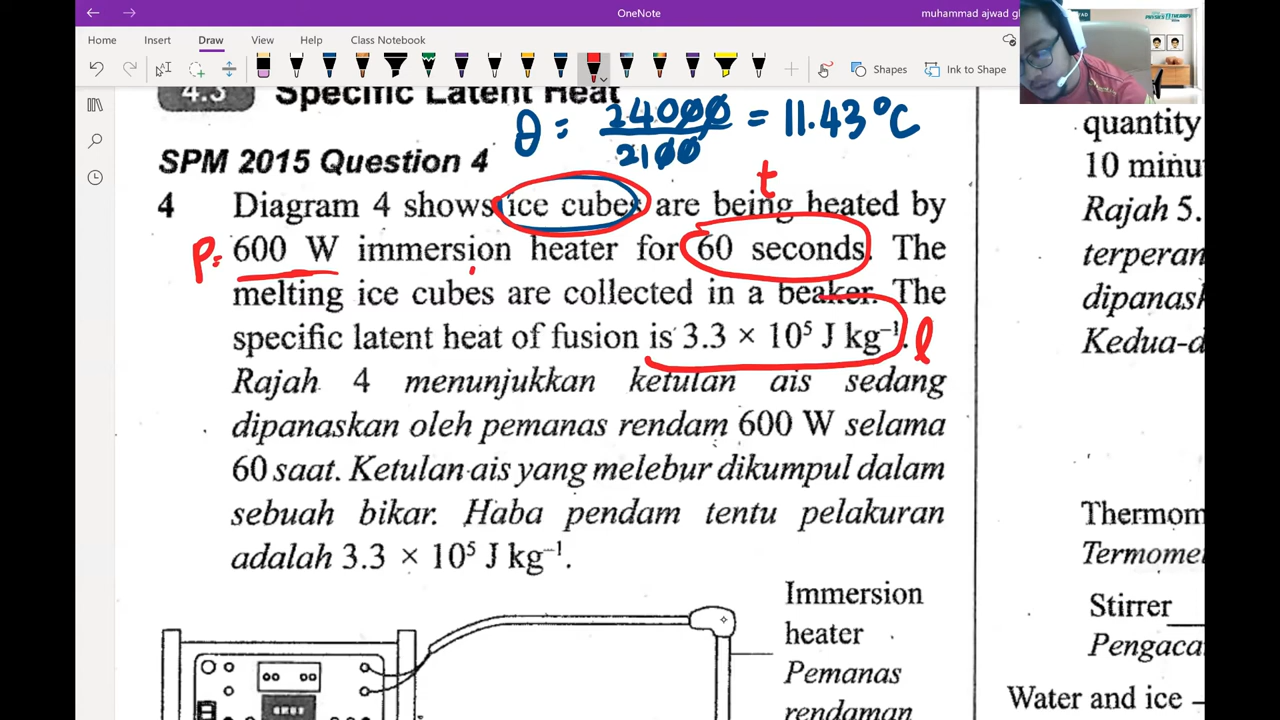 OneNote
muhammad ajwad gh
Home Insert Draw View Help Class Notebook
Shapes Ink to Share
4.3 Specific Latent Heat
θ = 24000 / 2100 = 11.43 °C
SPM 2015 Question 4
t
4 Diagram 4 shows ice cubes are being heated by
P = 600 W immersion heater for 60 seconds. The
melting ice cubes are collected in a beaker. The
specific latent heat of fusion is 3.3 × 10⁵ J kg⁻¹. l
Rajah 4 menunjukkan ketulan ais sedang
dipanaskan oleh pemanas rendam 600 W selama
60 saat. Ketulan ais yang melebur dikumpul dalam
sebuah bikar. Haba pendam tentu pelakuran
adalah 3.3 × 10⁵ J kg⁻¹.
Immersion
heater
Pemanas
rendaman
quantity
10 minu
Rajah 5.
terperan
dipanask
Kedua-d
Thermom
Termomet
Stirrer
Pengaca
Water and ice